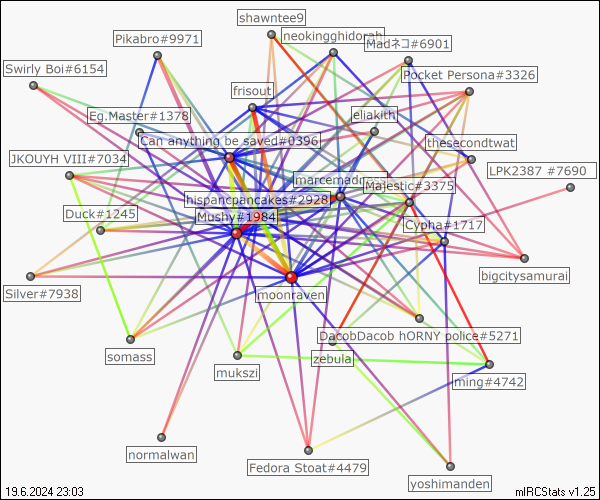 shawntee9
neokingghidorah
Pikabro#9971
Madネコ#6901
Swirly Boi#6154
Pocket Persona#3326
frisout
Eg.Master#1378
eliakith
Can anything be saved#0396
thesecondtwat
JKOUYH VIII#7034
LPK2387 #7690
marcemadness
Majestic#3375
hispancpancakes#2928
Duck#1245
Mushy#1984
Cypha#1717
bigcitysamurai
Silver#7938
moonraven
DacobDacob hORNY police#5271
somass
zebula
mukszi
ming#4742
normalwan
Fedora Stoat#4479
yoshimanden
19.6.2024 23:03
mIRCStats v1.25